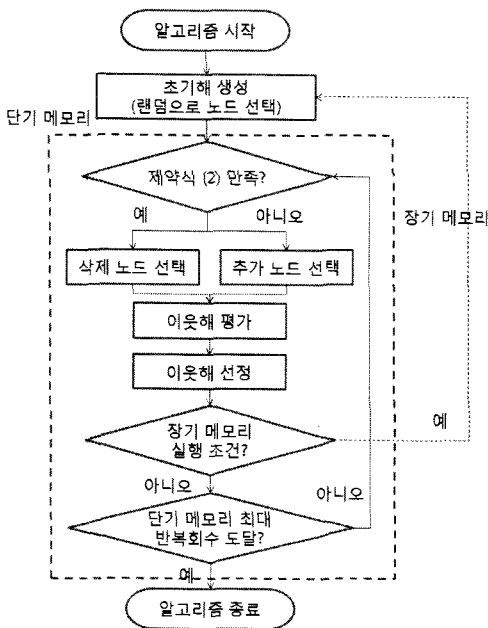 알고리즘 시작
초기해 생성
(랜덤으로 노드 선택)
단기 메모리
제약식 (2) 만족?
장기 메모리
예
아니오
삭제 노드 선택
추가 노드 선택
이웃해 평가
이웃해 선정
장기 메모리
실행 조건?
예
아니오
아니오
단기 메모리 최대
반복회수 도달?
예
알고리즘 종료